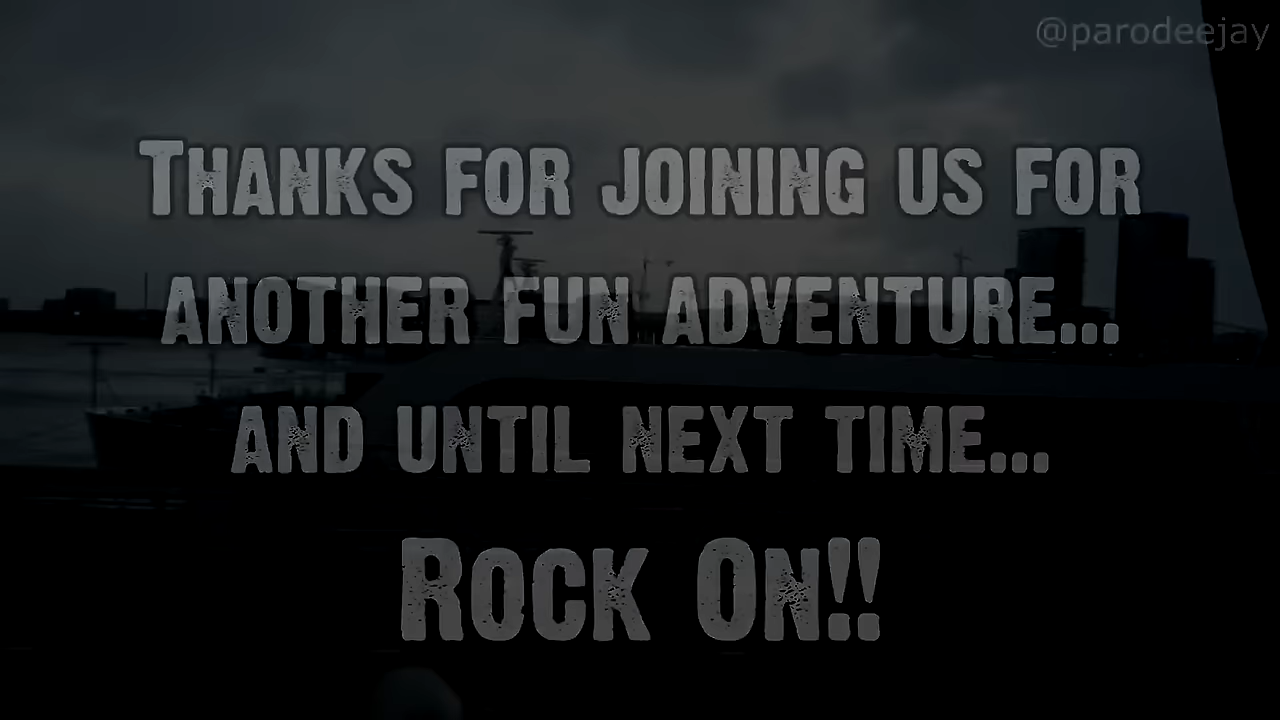 @parodeejay
Thanks for joining us for
another fun adventure...
and until next time...
Rock On!!